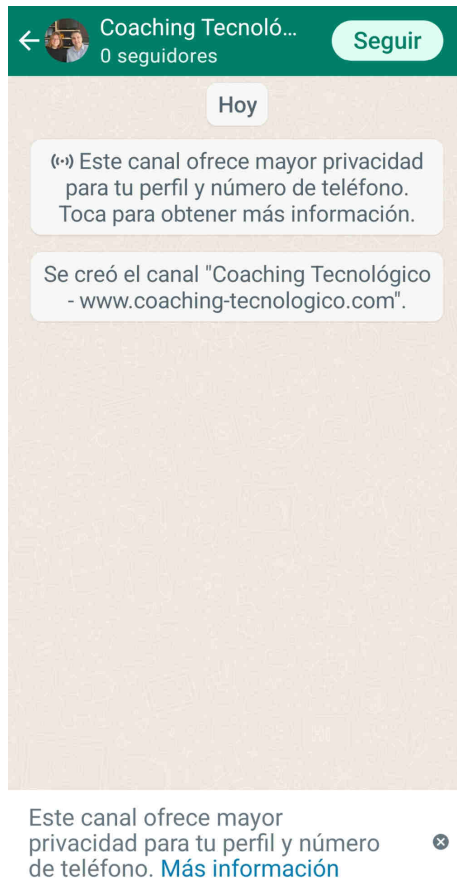 Coaching Tecnoló...
0 seguidores
Seguir
Hoy
Este canal ofrece mayor privacidad
para tu perfil y número de teléfono.
Toca para obtener más información.
Se creó el canal "Coaching Tecnológico
- www.coaching-tecnologico.com".
Este canal ofrece mayor
privacidad para tu perfil y número
de teléfono. Más información